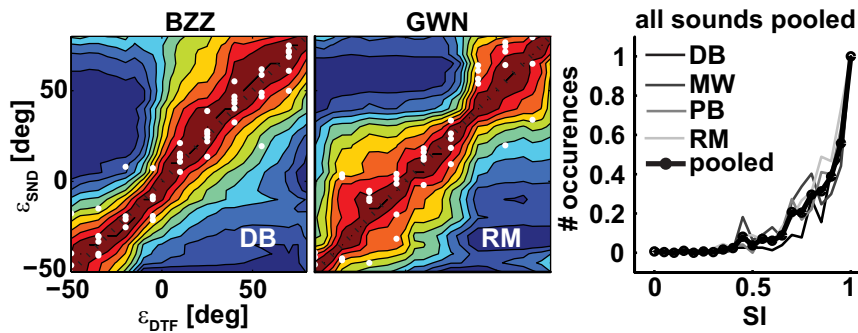 BZZ
GWN
all sounds pooled
50
0
−50
εSND [deg]
DB
RM
−50
0
50
εDTF [deg]
# occurences
1
0.8
0.6
0.4
0.2
0
DB
MW
PB
RM
pooled
0
0.5
1
SI